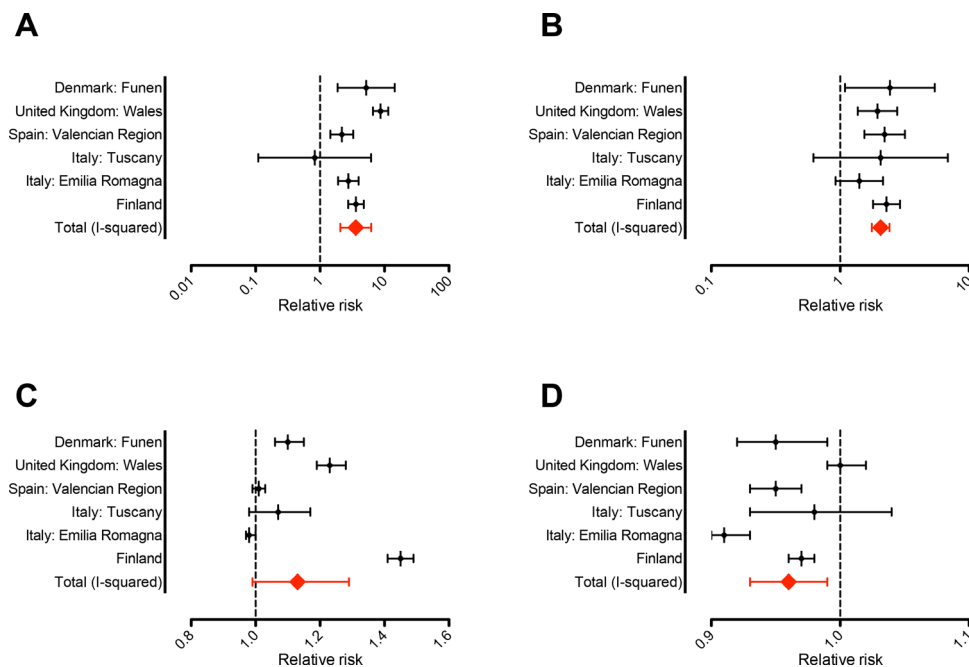 A
Denmark: Funen
United Kingdom: Wales
Spain: Valencian Region
Italy: Tuscany
Italy: Emilia Romagna
Finland
Total (I-squared)
0.01
0.1
1
10
100
Relative risk
B
Denmark: Funen
United Kingdom: Wales
Spain: Valencian Region
Italy: Tuscany
Italy: Emilia Romagna
Finland
Total (I-squared)
0.1
1
10
Relative risk
C
Denmark: Funen
United Kingdom: Wales
Spain: Valencian Region
Italy: Tuscany
Italy: Emilia Romagna
Finland
Total (I-squared)
0.8
1.0
1.2
1.4
1.6
Relative risk
D
Denmark: Funen
United Kingdom: Wales
Spain: Valencian Region
Italy: Tuscany
Italy: Emilia Romagna
Finland
Total (I-squared)
0.9
1.0
1.1
Relative risk